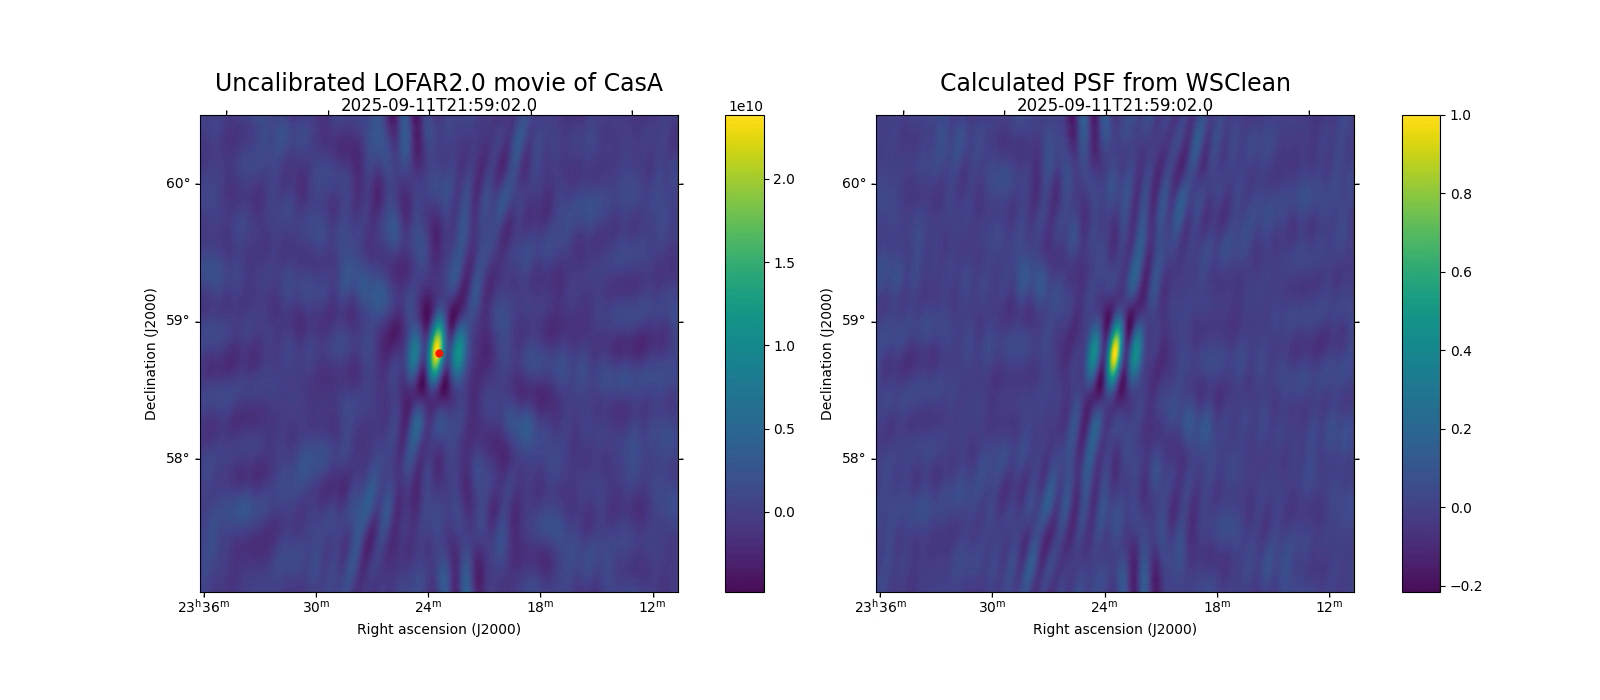 Uncalibrated LOFAR2.0 movie of CasA
2025-09-11T21:59:02.0
1e10
60°
59°
58°
Declination (J2000)
23h36m 30m 24m 18m 12m
Right ascension (J2000)
2.0
1.5
1.0
0.5
0.0
Calculated PSF from WSClean
2025-09-11T21:59:02.0
60°
59°
58°
Declination (J2000)
23h36m 30m 24m 18m 12m
Right ascension (J2000)
1.0
0.8
0.6
0.4
0.2
0.0
−0.2